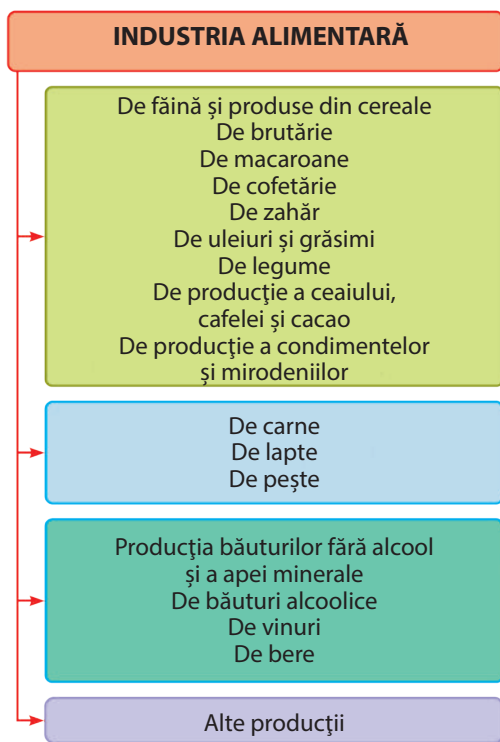 INDUSTRIA ALIMENTARĂ
De făină și produse din cereale
De brutărie
De macaroane
De cofetărie
De zahăr
De uleiuri și grăsimi
De legume
De producţie a ceaiului,
cafelei și cacao
De producţie a condimentelor
și mirodeniilor
De carne
De lapte
De pește
Producţia băuturilor fără alcool
și a apei minerale
De băuturi alcoolice
De vinuri
De bere
Alte producţii